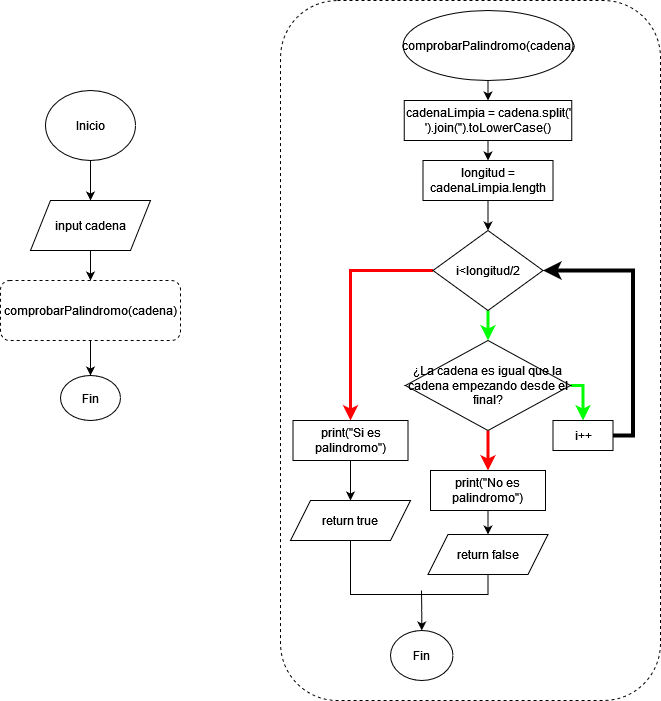 Inicio
input cadena
comprobarPalindromo(cadena)
Fin
comprobarPalindromo(cadena)
cadenaLimpia = cadena.split('
').join('').toLowerCase()
longitud =
cadenaLimpia.length
i<longitud/2
¿La cadena es igual que la
cadena empezando desde el
final?
i++
print("Si es
palindromo")
print("No es
palindromo")
return true
return false
Fin